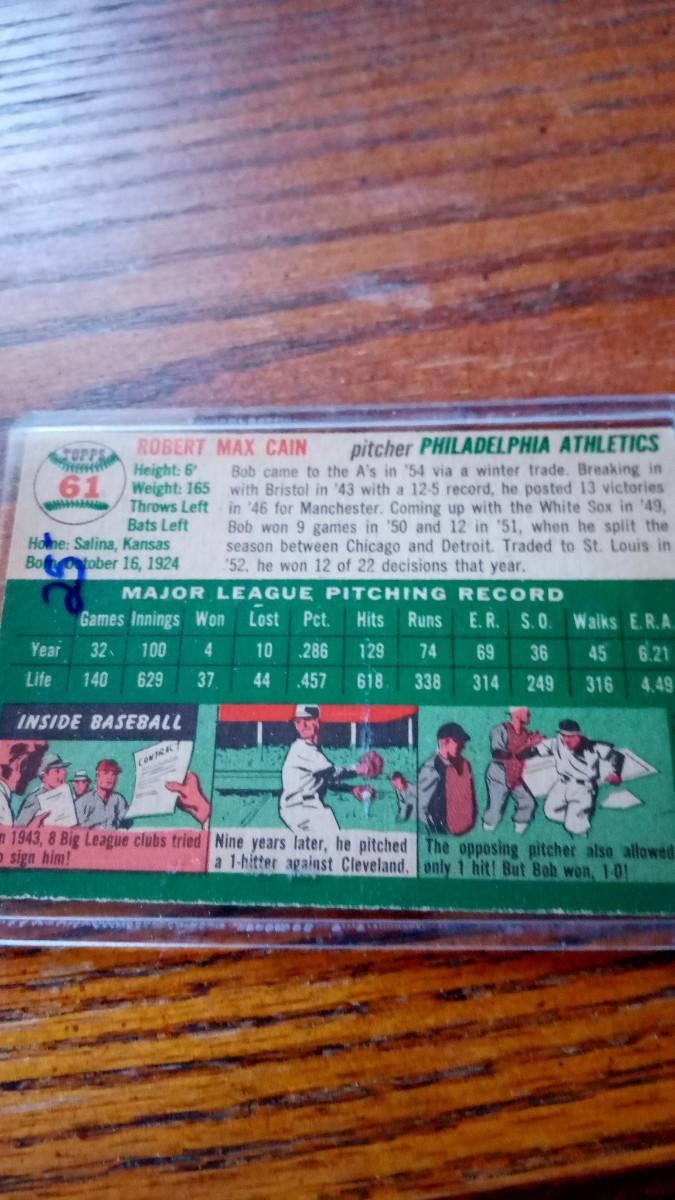 TOPPS
61
ROBERT MAX CAIN pitcher PHILADELPHIA ATHLETICS
Height: 6'
Weight: 165
Throws Left
Bats Left
Home: Salina, Kansas
Born: October 16, 1924
25
Bob came to the A's in '54 via a winter trade. Breaking in
with Bristol in '43 with a 12-5 record, he posted 13 victories
in '46 for Manchester. Coming up with the White Sox in '49,
Bob won 9 games in '50 and 12 in '51, when he split the
season between Chicago and Detroit. Traded to St. Louis in
'52, he won 12 of 22 decisions that year.
MAJOR LEAGUE PITCHING RECORD
Games Innings Won Lost Pct. Hits Runs E.R. S.O. Walks E.R.A.
Year 32 100 4 10 .286 129 74 69 36 45 6.21
Life 140 629 37 44 .457 618 338 314 249 316 4.49
INSIDE BASEBALL
CONTRACT
n 1943, 8 Big League clubs tried
o sign him!
Nine years later, he pitched
a 1-hitter against Cleveland.
The opposing pitcher also allowed
only 1 hit! But Bob won, 1-0!